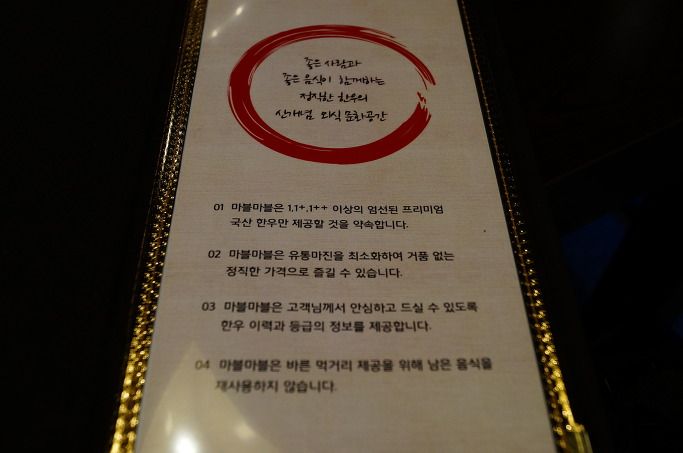 좋은 사람과
좋은 음식이 함께하는
정직한 한우의
신개념 외식 문화공간
01 마블마블은 1,1+,1++ 이상의 엄선된 프리미엄
국산 한우만 제공할 것을 약속합니다.
02 마블마블은 유통마진을 최소화하여 거품 없는
정직한 가격으로 즐길 수 있습니다.
03 마블마블은 고객님께서 안심하고 드실 수 있도록
한우 이력과 등급의 정보를 제공합니다.
04 마블마블은 바른 먹거리 제공을 위해 남은 음식을
재사용하지 않습니다.